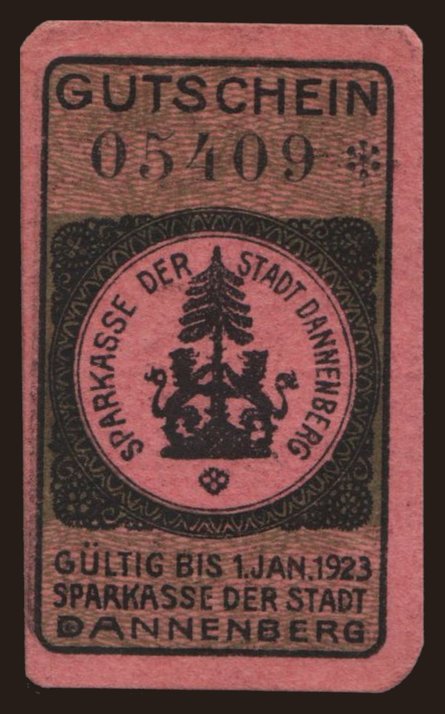 GUTSCHEIN
05409
SPARKASSE DER STADT DANNENBERG
GÜLTIG BIS 1.JAN.1923
SPARKASSE DER STADT
DANNENBERG